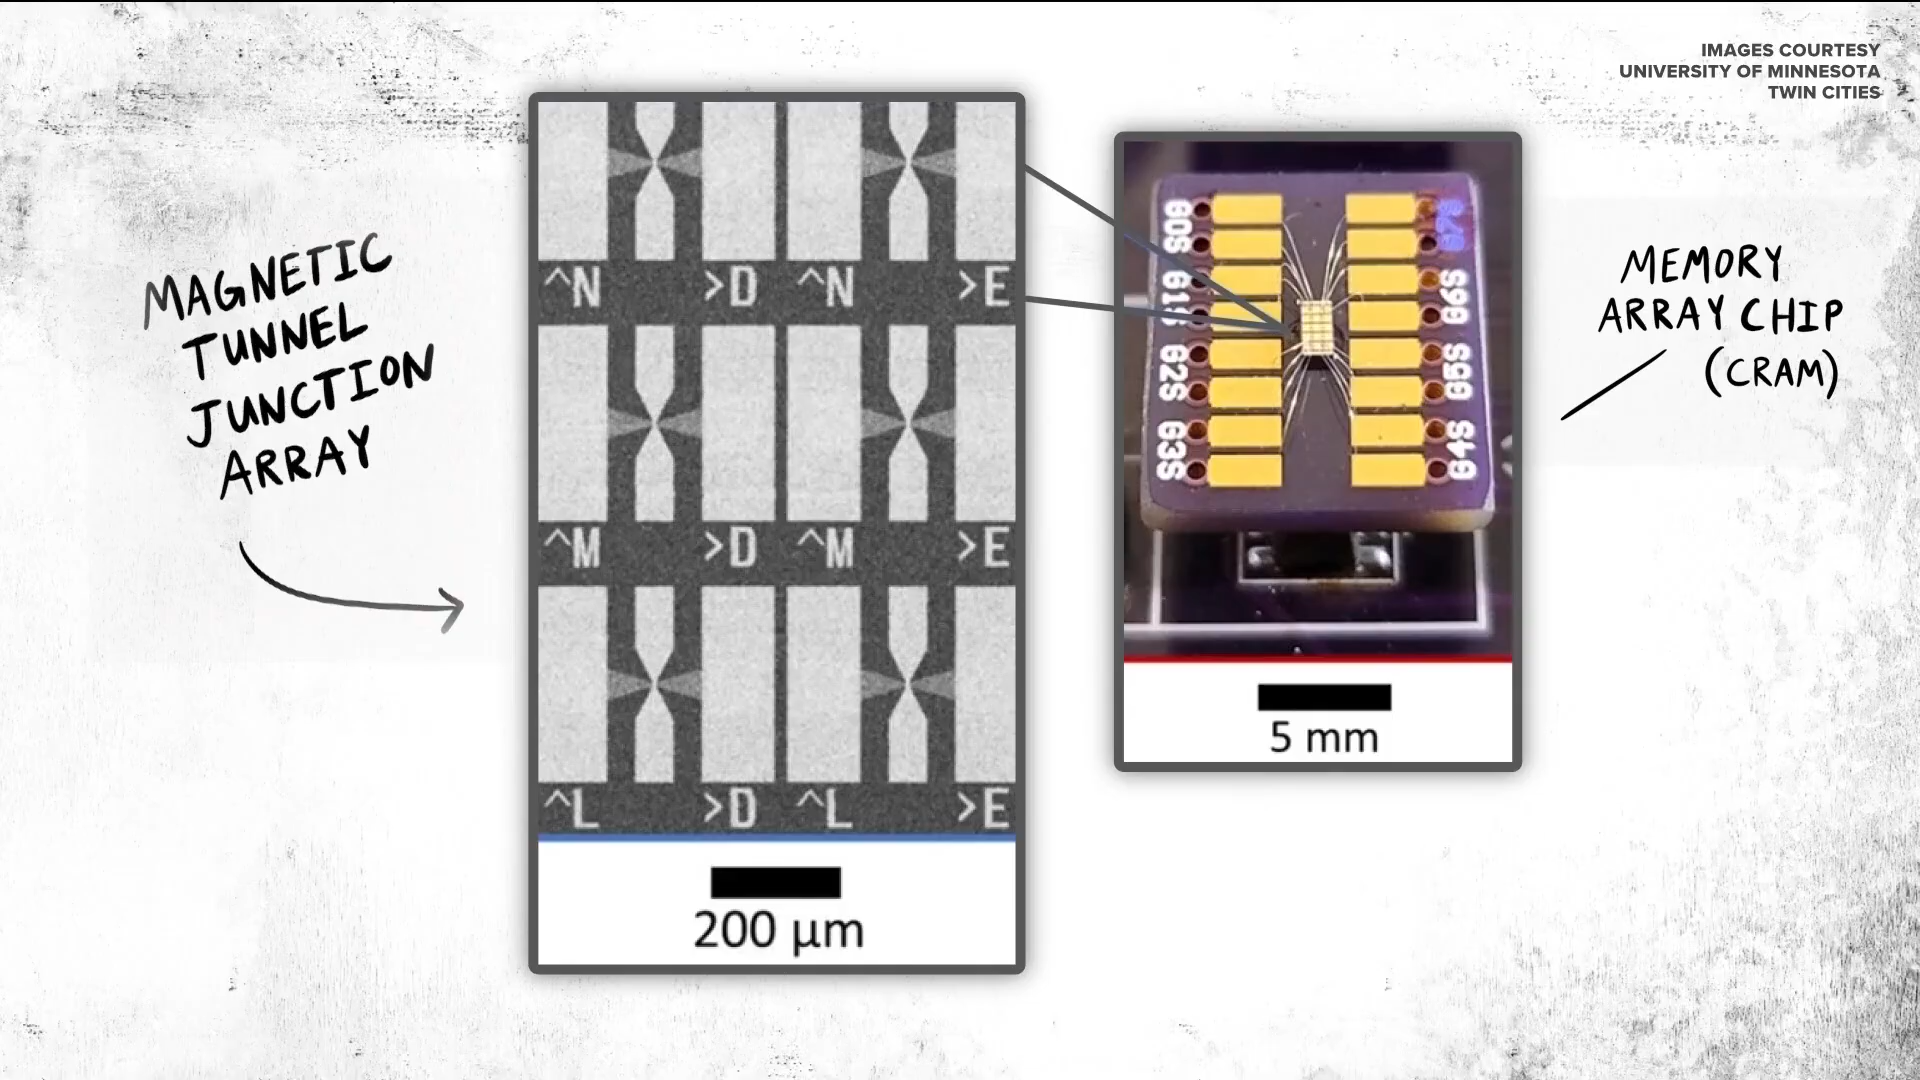 IMAGES COURTESY
UNIVERSITY OF MINNESOTA
TWIN CITIES
MAGNETIC
TUNNEL
JUNCTION
ARRAY
^N >D ^N >E
^M >D ^M >E
^L >D ^L >E
200 µm
G0S
G1S
G2S
G3S
G6S
G5S
G4S
5 mm
MEMORY
ARRAY CHIP
(CRAM)